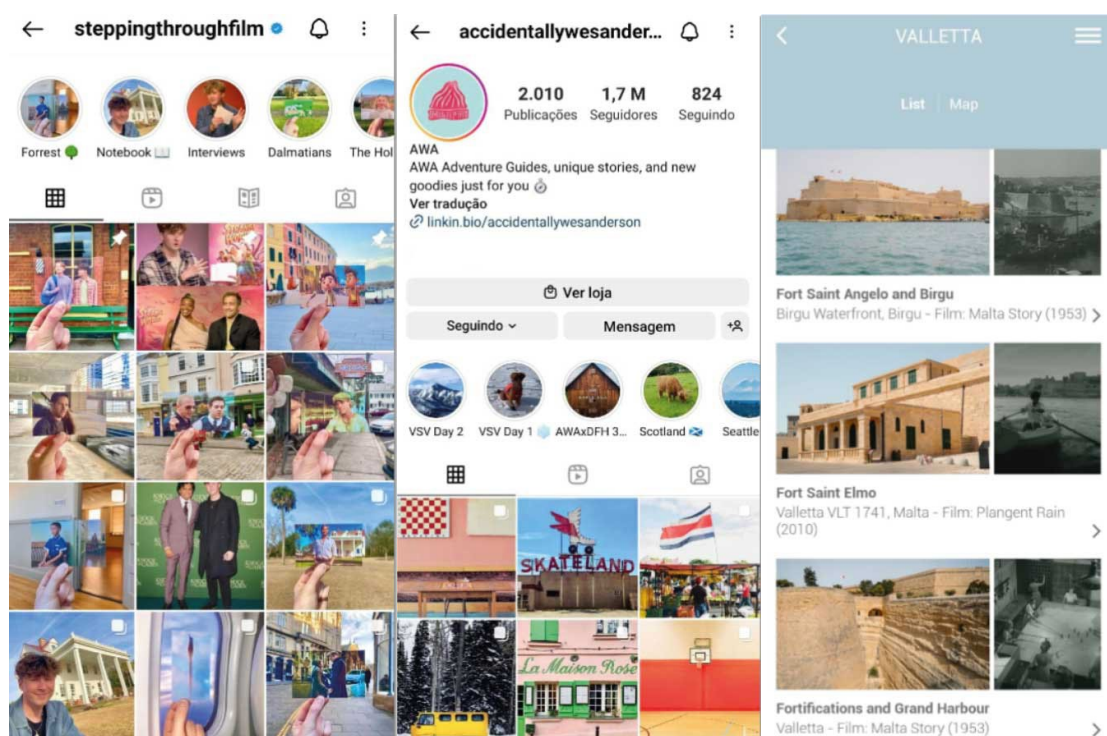 steppingthroughfilm
Forrest
Notebook
Interviews
Dalmatians
The Hol
accidentallywesander...
2.010
1,7 M
824
Publicações
Seguidores
Seguindo
AWA
AWA Adventure Guides, unique stories, and new
goodies just for you
Ver tradução
linkin.bio/accidentallywesanderson
Ver loja
Seguindo
Mensagem
VSV Day 2
VSV Day 1
AWAxDFH 3...
Scotland
Seattle
SKATELAND
La Maison Rose
VALLETTA
List | Map
Fort Saint Angelo and Birgu
Birgu Waterfront, Birgu - Film: Malta Story (1953)
Fort Saint Elmo
Valletta VLT 1741, Malta - Film: Plangent Rain
(2010)
Fortifications and Grand Harbour
Valletta - Film: Malta Story (1953)